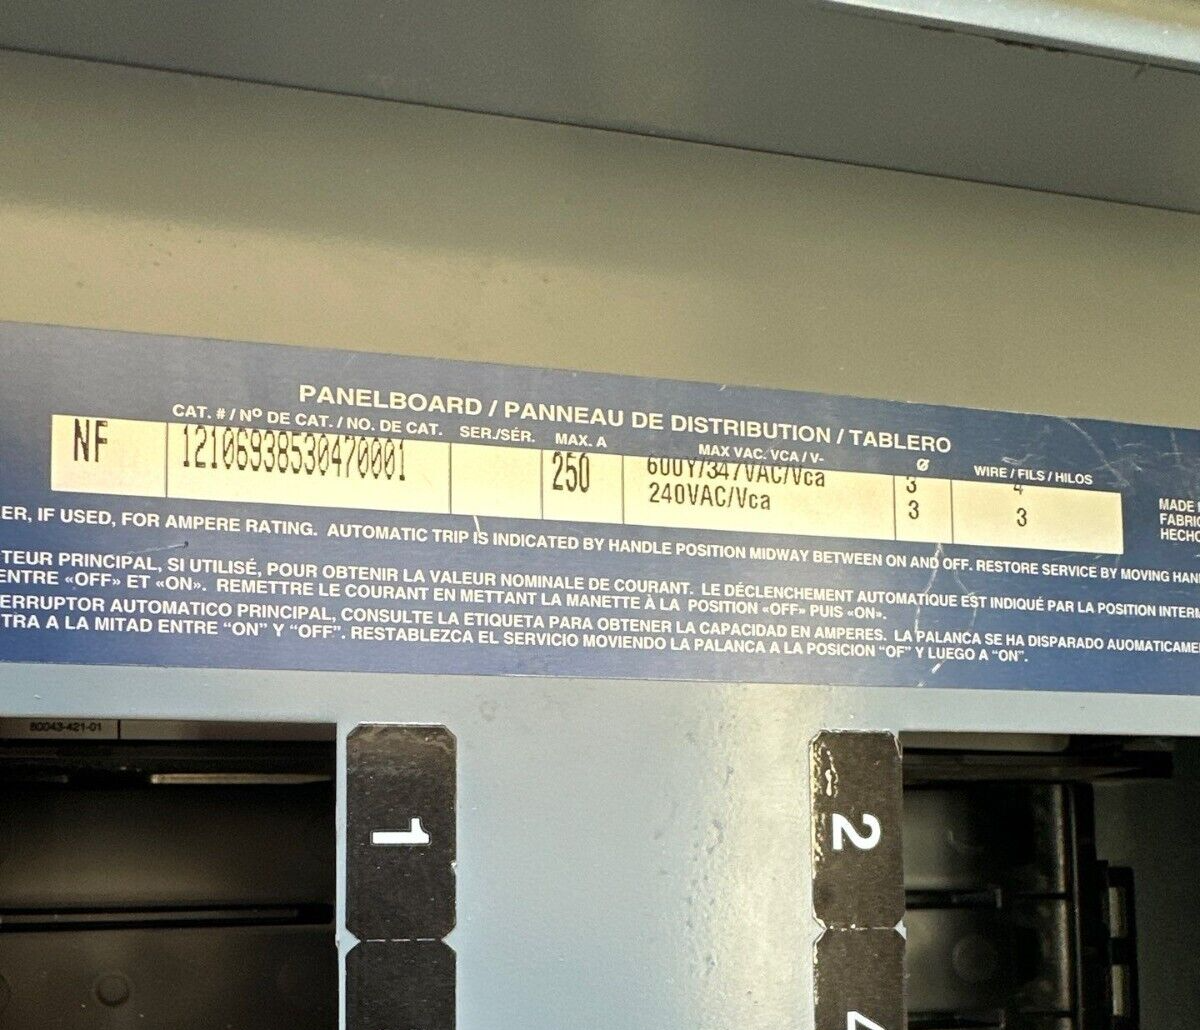 PANELBOARD / PANNEAU DE DISTRIBUTION / TABLERO
CAT. # / Nº DE CAT. / NO. DE CAT. SER./SÉR. MAX. A MAX VAC. VCA / V- Ø WIRE / FILS / HILOS
NF 12106938530470001 250 600Y/347VAC/Vca 3 4
240VAC/Vca 3 3
MADE
FABRIC
HECHO
ER, IF USED, FOR AMPERE RATING. AUTOMATIC TRIP IS INDICATED BY HANDLE POSITION MIDWAY BETWEEN ON AND OFF. RESTORE SERVICE BY MOVING HAN
TEUR PRINCIPAL, SI UTILISÉ, POUR OBTENIR LA VALEUR NOMINALE DE COURANT. LE DÉCLENCHEMENT AUTOMATIQUE EST INDIQUÉ PAR LA POSITION INTERM
ENTRE «OFF» ET «ON». REMETTRE LE COURANT EN METTANT LA MANETTE À LA POSITION «OFF» PUIS «ON».
ERRUPTOR AUTOMATICO PRINCIPAL, CONSULTE LA ETIQUETA PARA OBTENER LA CAPACIDAD EN AMPERES. LA PALANCA SE HA DISPARADO AUOMATICAME
TRA A LA MITAD ENTRE "ON" Y "OFF". RESTABLEZCA EL SERVICIO MOVIENDO LA PALANCA A LA POSICION "OF" Y LUEGO A "ON".
80043-421-01
1
2
4